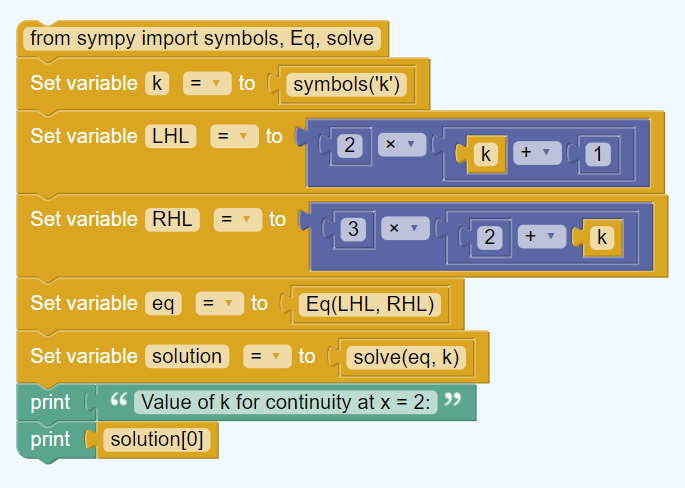 from sympy import symbols, Eq, solve
Set variable k = to symbols('k')
Set variable LHL = to 2 × k + 1
Set variable RHL = to 3 × 2 + k
Set variable eq = to Eq(LHL, RHL)
Set variable solution = to solve(eq, k)
print “ Value of k for continuity at x = 2: ”
print solution[0]